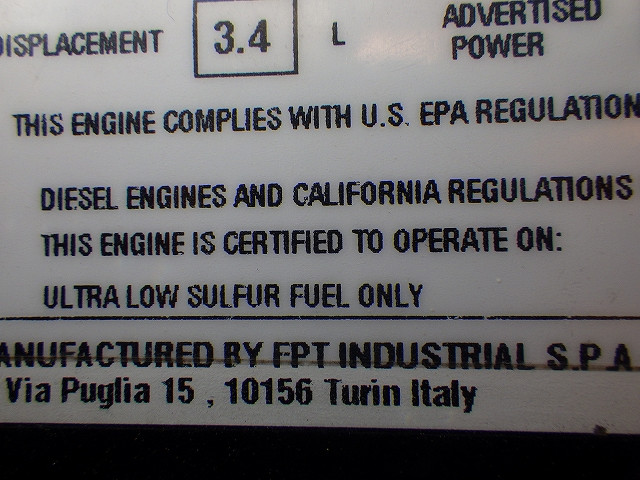 DISPLACEMENT 3.4 L ADVERTISED
POWER
THIS ENGINE COMPLIES WITH U.S. EPA REGULATION
DIESEL ENGINES AND CALIFORNIA REGULATIONS
THIS ENGINE IS CERTIFIED TO OPERATE ON:
ULTRA LOW SULFUR FUEL ONLY
ANUFACTURED BY FPT INDUSTRIAL S.P.A
Via Puglia 15 , 10156 Turin Italy